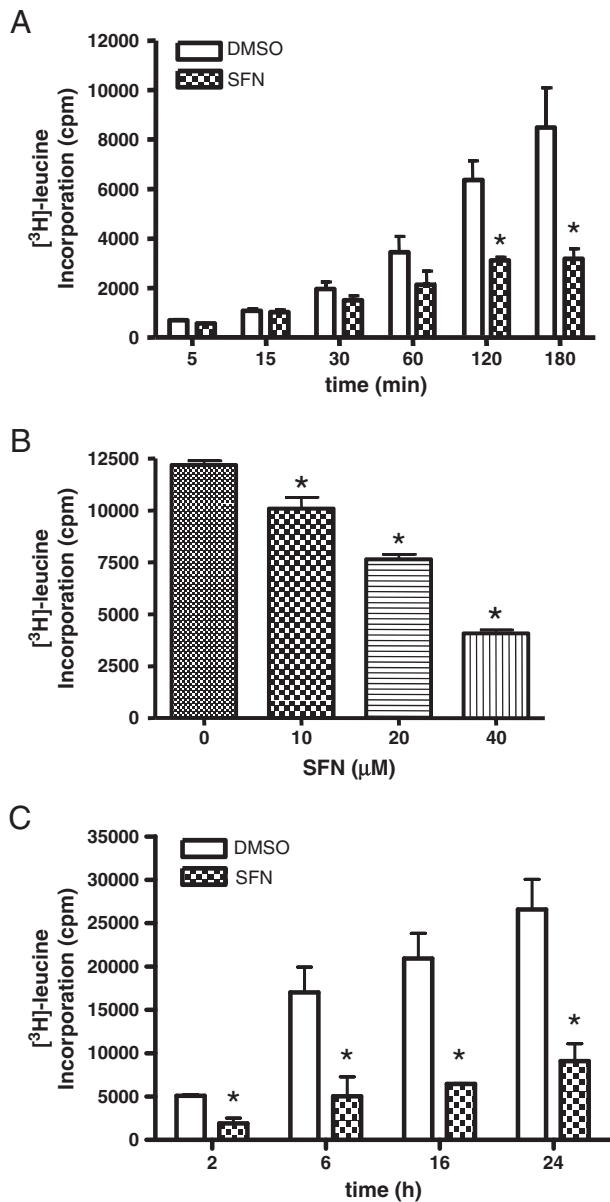 A
[³H]-leucine
Incorporation (cpm)
12000
10000
8000
6000
4000
2000
0
DMSO
SFN
*
*
5 15 30 60 120 180
time (min)
B
[³H]-leucine
Incorporation (cpm)
12500
10000
7500
5000
2500
0
*
*
*
0 10 20 40
SFN (μM)
C
[³H]-leucine
Incorporation (cpm)
35000
30000
25000
20000
15000
10000
5000
0
DMSO
SFN
*
*
*
*
2 6 16 24
time (h)